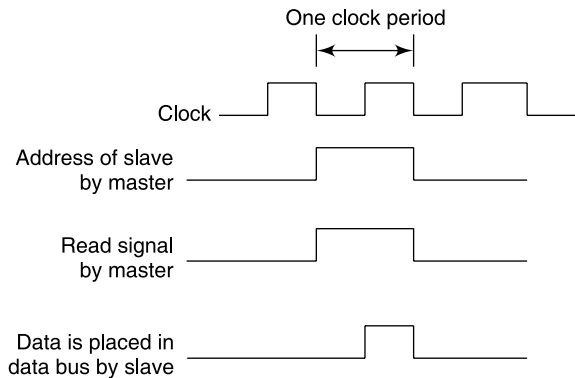 One clock period
Clock
Address of slave
by master
Read signal
by master
Data is placed in
data bus by slave